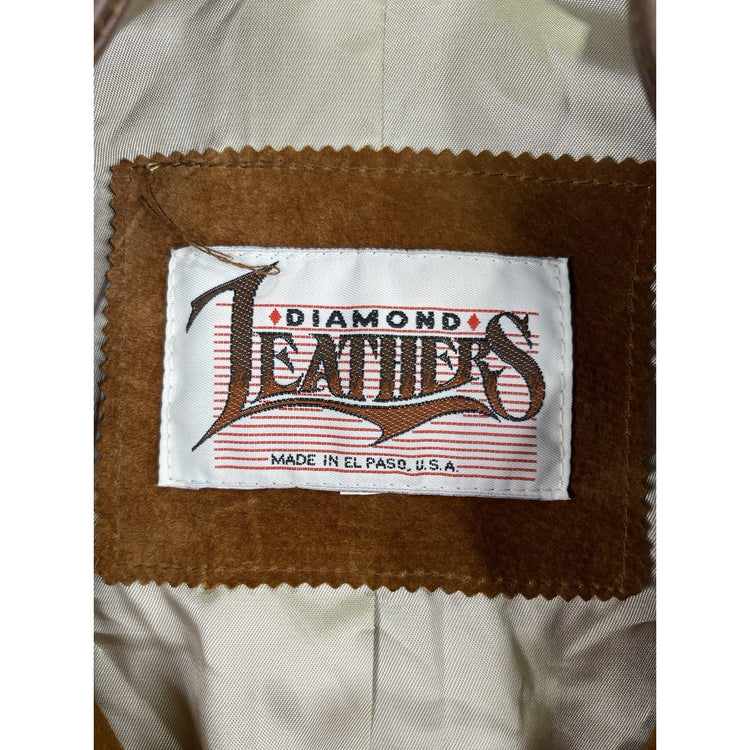 DIAMOND
LEATHERS
MADE IN EL PASO, U.S.A.